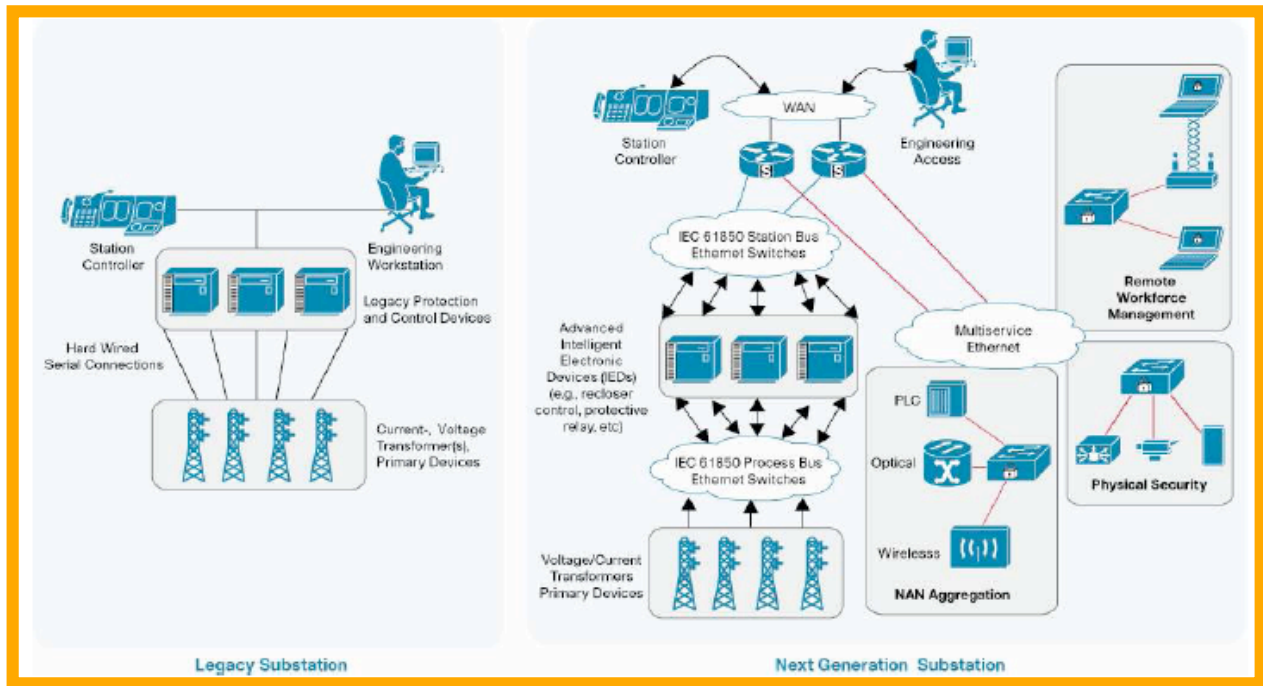 Station
Controller
Engineering
Workstation
Legacy Protection
and Control Devices
Hard Wired
Serial Connections
Current-, Voltage
Transformer(s),
Primary Devices
Legacy Substation
WAN
Station
Controller
Engineering
Access
S
S
IEC 61850 Station Bus
Ethernet Switches
Advanced
Intelligent
Electronic
Devices (IEDs)
(e.g., recloser
control, protective
relay, etc)
IEC 61850 Process Bus
Ethernet Switches
Voltage/Current
Transformers
Primary Devices
Multiservice
Ethernet
Remote
Workforce
Management
PLC
Optical
Wireless
NAN Aggregation
Physical Security
Next Generation Substation